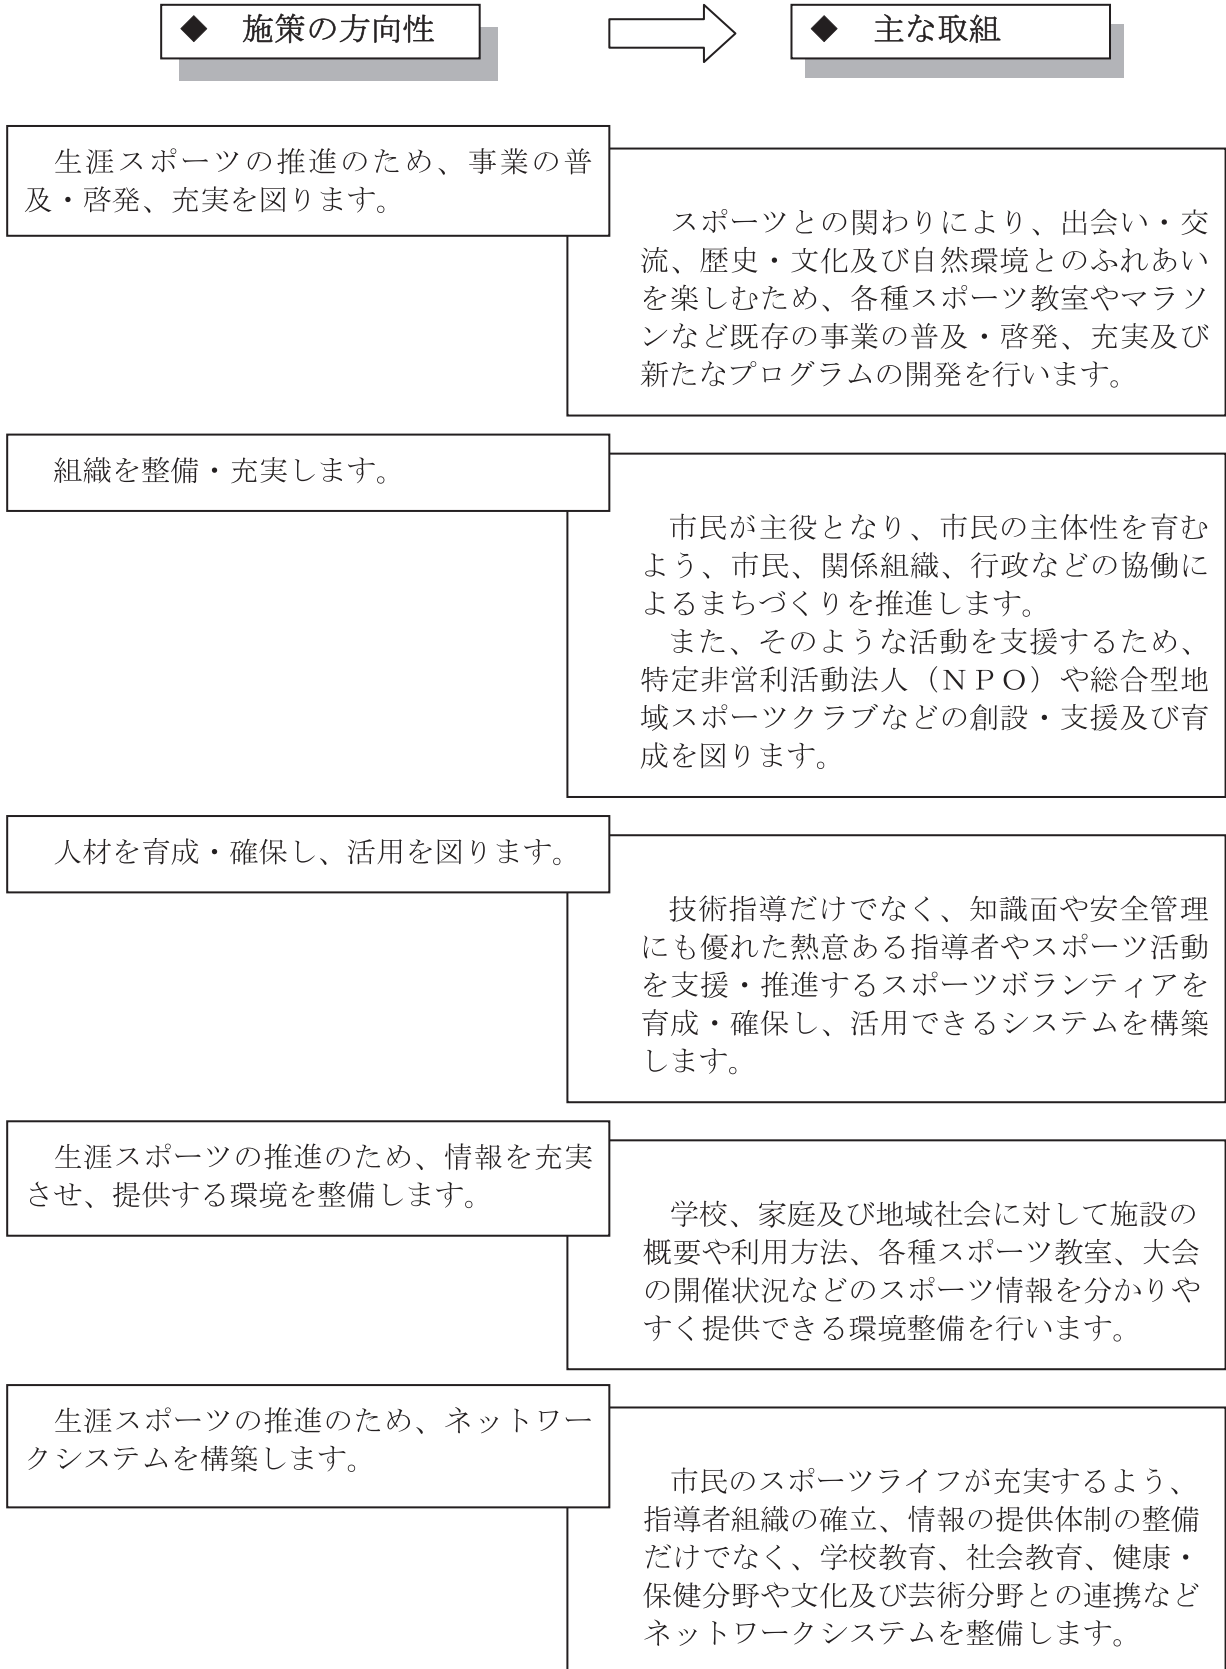 ◆　施策の方向性
◆　主な取組
生涯スポーツの推進のため、事業の普
及・啓発、充実を図ります。
スポーツとの関わりにより、出会い・交
流、歴史・文化及び自然環境とのふれあい
を楽しむため、各種スポーツ教室やマラソ
ンなど既存の事業の普及・啓発、充実及び
新たなプログラムの開発を行います。
組織を整備・充実します。
市民が主役となり、市民の主体性を育む
よう、市民、関係組織、行政などの協働に
よるまちづくりを推進します。
また、そのような活動を支援するため、
特定非営利活動法人（ＮＰＯ）や総合型地
域スポーツクラブなどの創設・支援及び育
成を図ります。
人材を育成・確保し、活用を図ります。
技術指導だけでなく、知識面や安全管理
にも優れた熱意ある指導者やスポーツ活動
を支援・推進するスポーツボランティアを
育成・確保し、活用できるシステムを構築
します。
生涯スポーツの推進のため、情報を充実
させ、提供する環境を整備します。
学校、家庭及び地域社会に対して施設の
概要や利用方法、各種スポーツ教室、大会
の開催状況などのスポーツ情報を分かりや
すく提供できる環境整備を行います。
生涯スポーツの推進のため、ネットワー
クシステムを構築します。
市民のスポーツライフが充実するよう、
指導者組織の確立、情報の提供体制の整備
だけでなく、学校教育、社会教育、健康・
保健分野や文化及び芸術分野との連携など
ネットワークシステムを整備します。